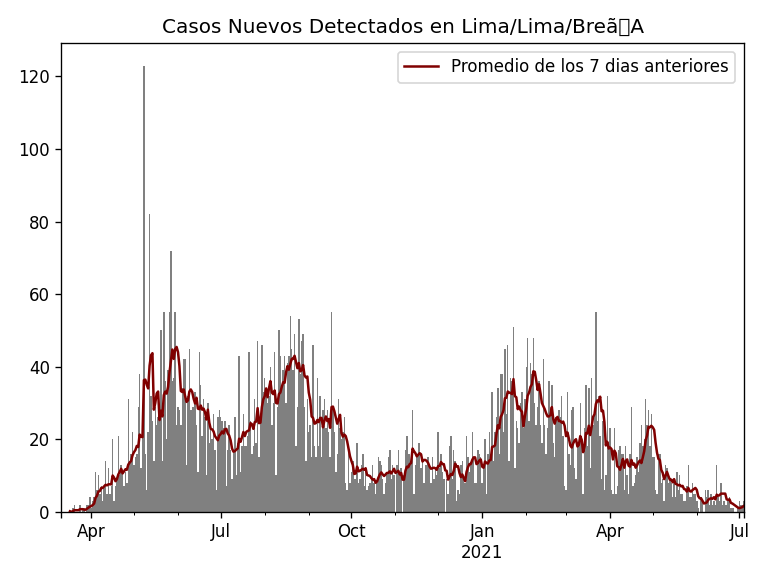 Casos Nuevos Detectados en Lima/Lima/Breã▯A
Promedio de los 7 dias anteriores
120
100
80
60
40
20
0
Apr Jul Oct Jan Apr Jul
2021